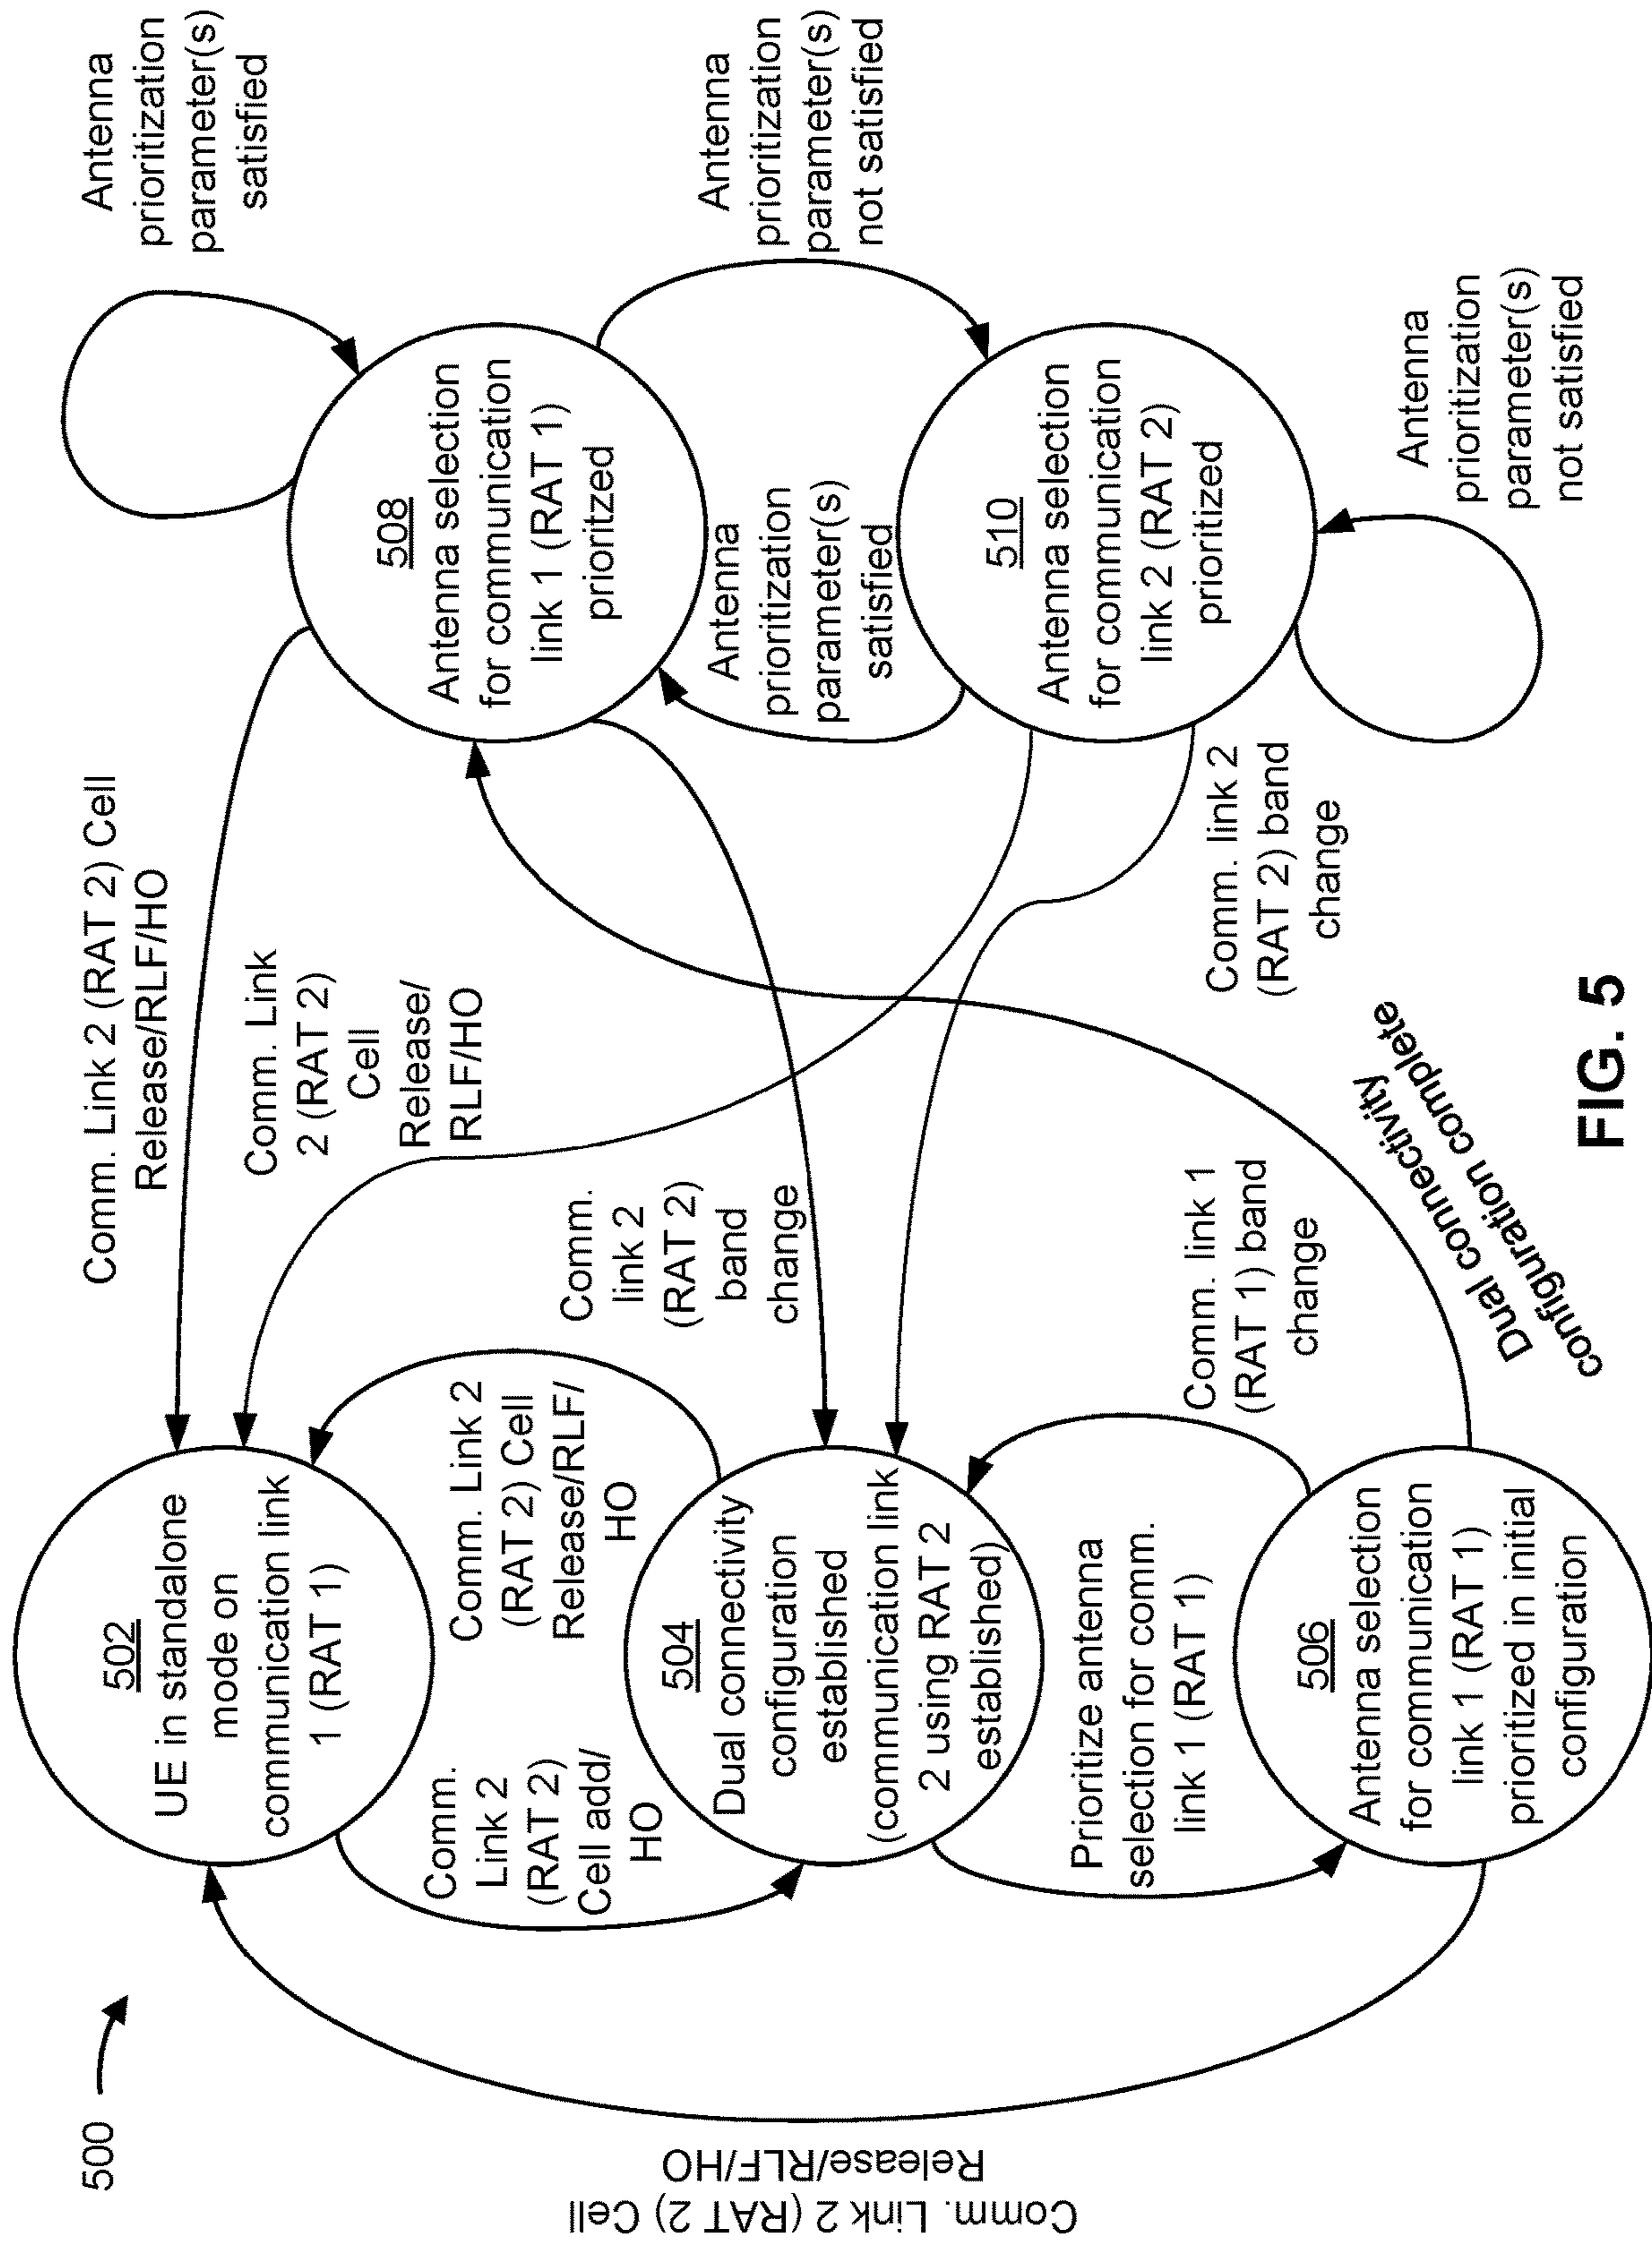 500
502
UE in standalone
mode on
communication link
1 (RAT 1)
Comm.
Link 2
(RAT 2)
Cell add/
HO
Comm. Link 2
(RAT 2) Cell
Release/RLF/
HO
504
Dual connectivity
configuration
established
(communication link
2 using RAT 2
established)
Prioritize antenna
selection for comm.
link 1 (RAT 1)
Comm. link 1
(RAT 1) band
change
506
Antenna selection
for communication
link 1 (RAT 1)
prioritized in initial
configuration
Comm. Link 2 (RAT 2) Cell
Release/RLF/HO
Comm. Link 2 (RAT 2) Cell
Release/RLF/HO
Comm. Link
2 (RAT 2)
Cell
Release/
RLF/HO
Comm.
link 2
(RAT 2)
band
change
Comm. link 2
(RAT 2) band
change
Dual connectivity
configuration complete
508
Antenna selection
for communication
link 1 (RAT 1)
prioritzed
Antenna
prioritization
parameter(s)
satisfied
Antenna
prioritization
parameter(s)
not satisfied
Antenna
prioritization
parameter(s)
satisfied
510
Antenna selection
for communication
link 2 (RAT 2)
prioritized
Antenna
prioritization
parameter(s)
not satisfied
FIG. 5